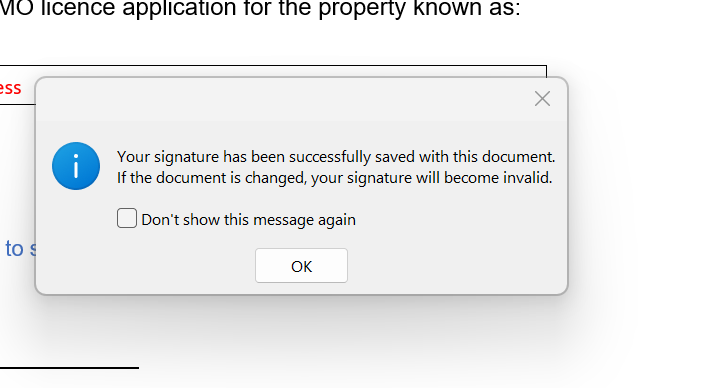 MO licence application for the property known as:
ess
Your signature has been successfully saved with this document.
If the document is changed, your signature will become invalid.
Don't show this message again
to s
OK